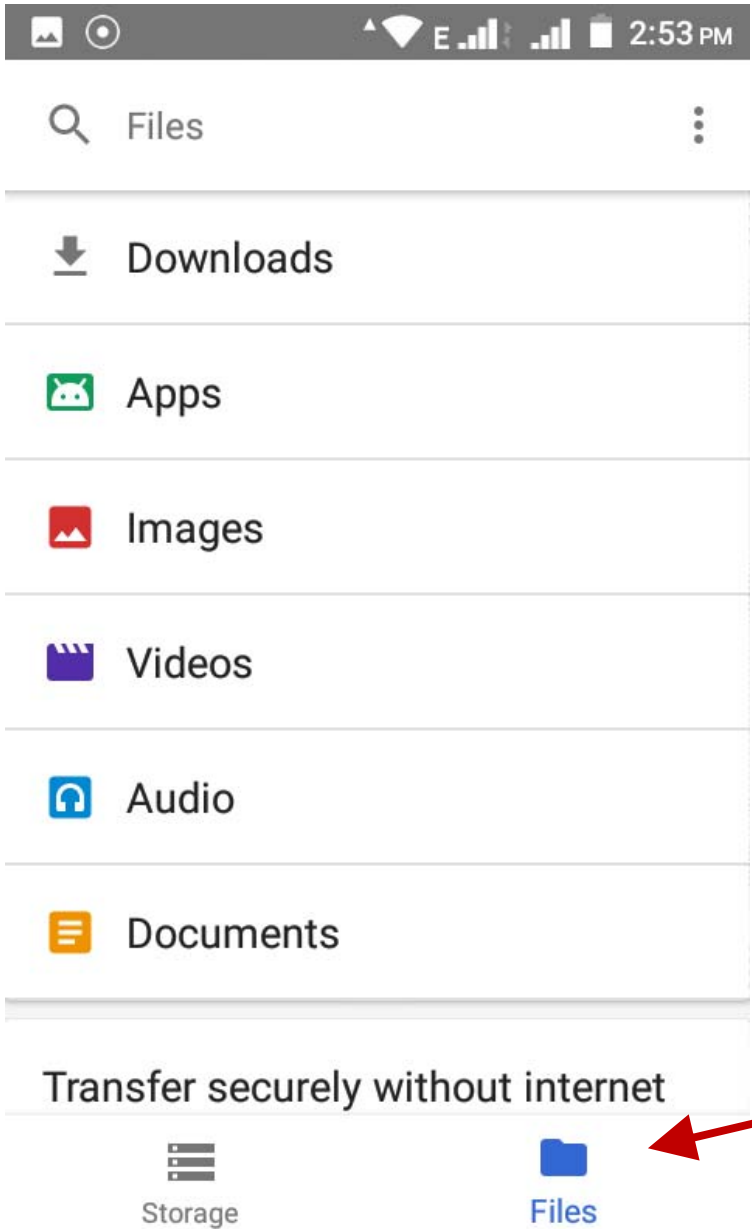 E 2:53 PM
Files
Downloads
Apps
Images
Videos
Audio
Documents
Transfer securely without internet
Storage
Files